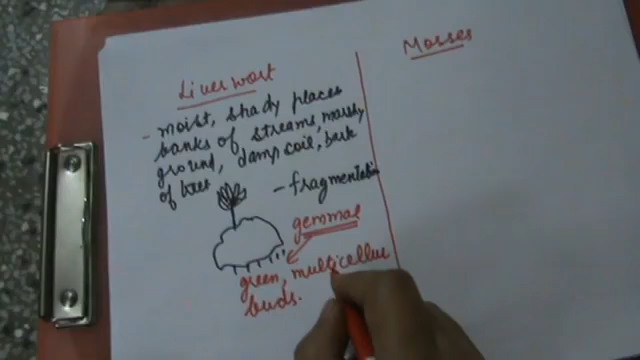 Liverwort
Mosses
- moist, shady places
banks of streams, marshy
ground, damp soil, bark
of tree
- fragmentation
gemmae
green, multicellular
buds.